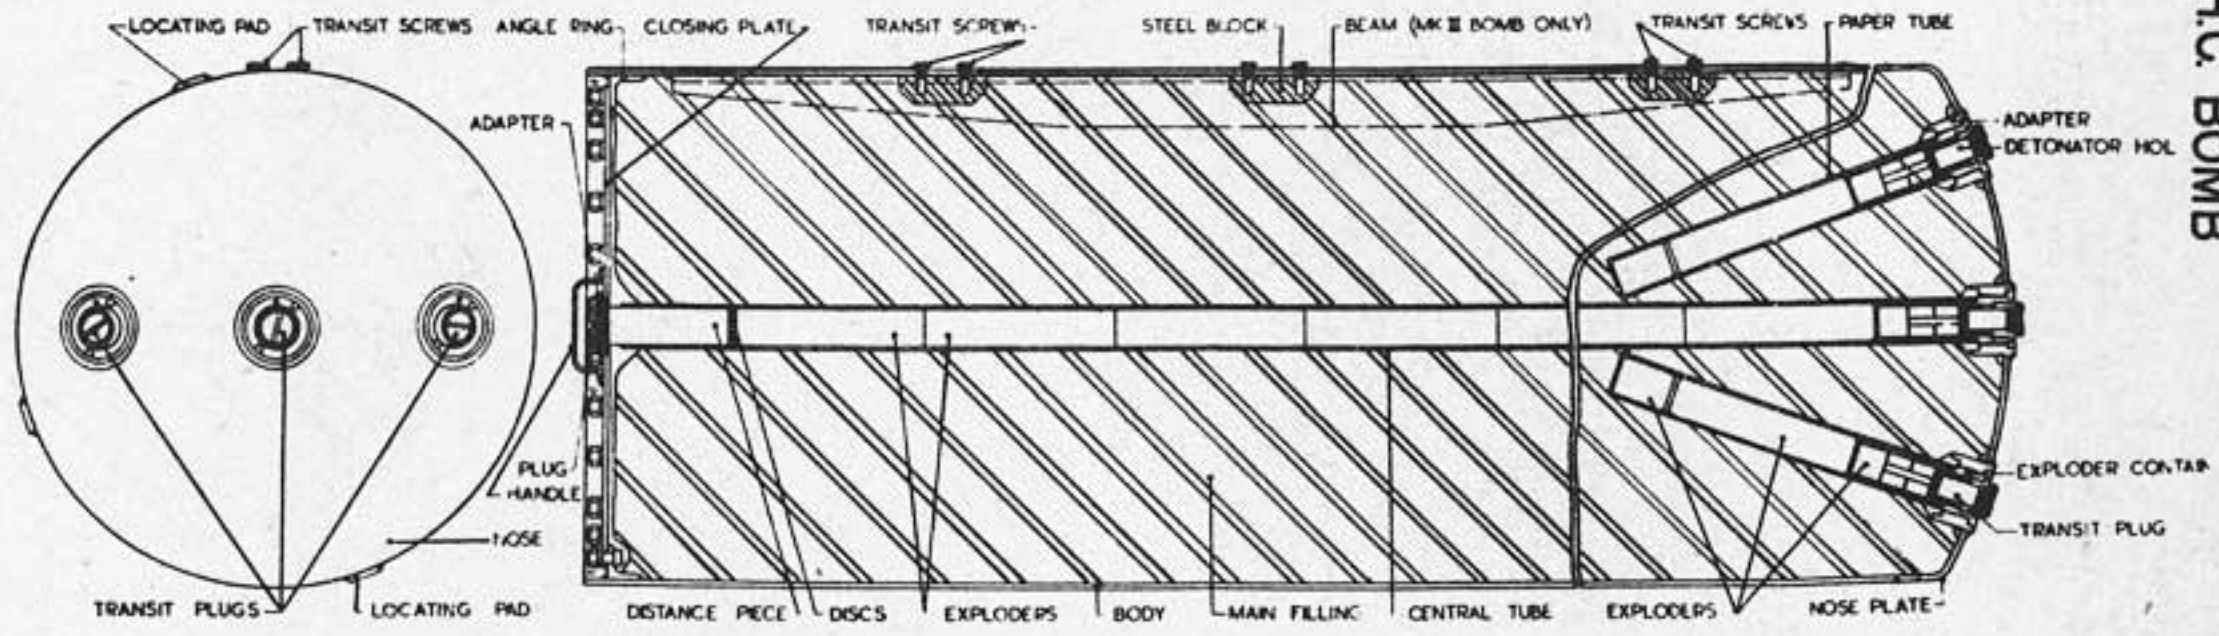 LOCATING PAD
TRANSIT SCREWS
ANGLE RING
CLOSING PLATE
TRANSIT SCREWS
STEEL BLOCK
BEAM (MK III BOMB ONLY)
TRANSIT SCREWS
PAPER TUBE
H.C. BOMB
ADAPTER
ADAPTER
DETONATOR HOL
PLUG
HANDLE
NOSE
EXPLODER CONTAIN
TRANSIT PLUG
TRANSIT PLUGS
LOCATING PAD
DISTANCE PIECE
DISCS
EXPLODERS
BODY
MAIN FILLING
CENTRAL TUBE
EXPLODERS
NOSE PLATE